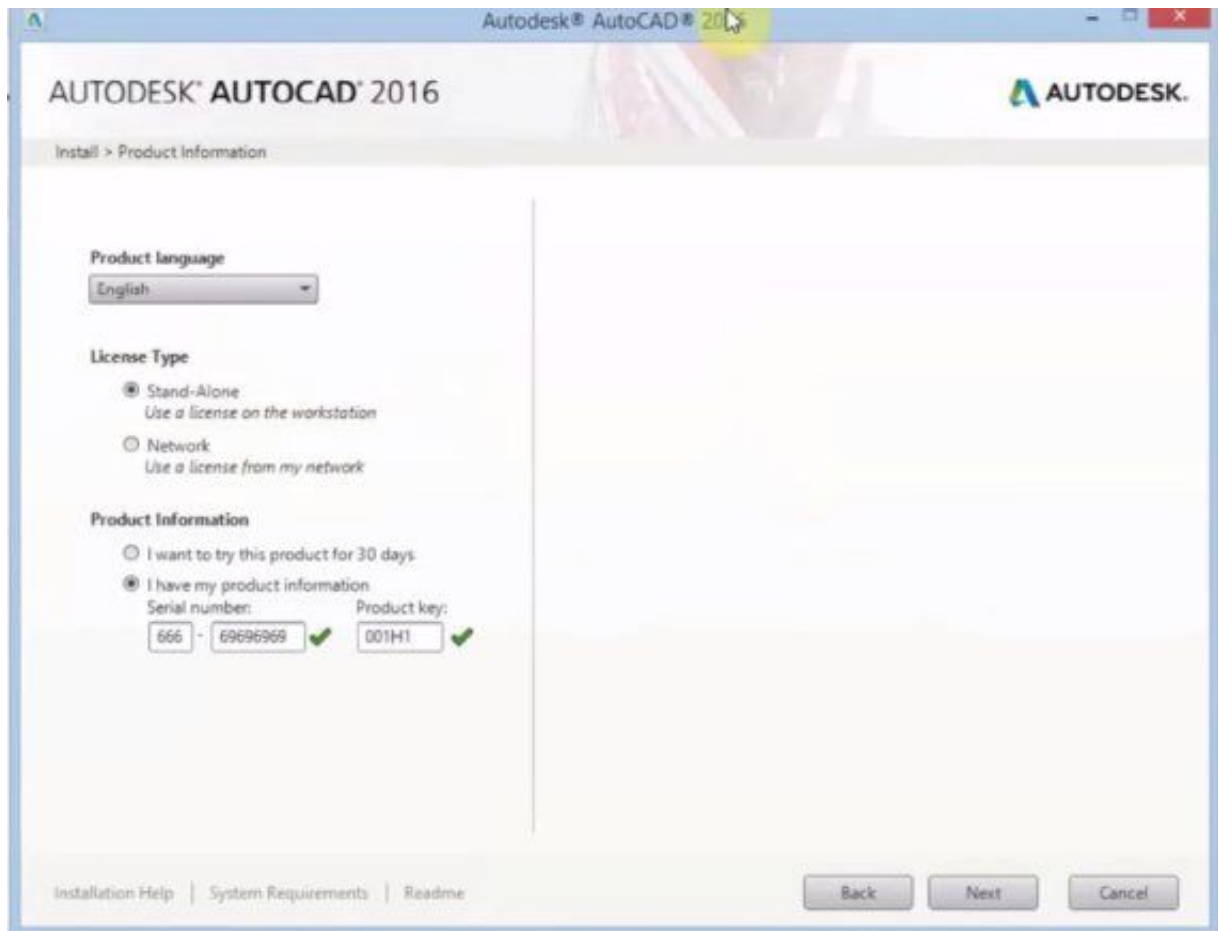 Autodesk® AutoCAD® 2016
AUTODESK® AUTOCAD® 2016
AUTODESK.
Install > Product Information
Product language
English
License Type
Stand-Alone
Use a license on the workstation
Network
Use a license from my network
Product Information
I want to try this product for 30 days
I have my product information
Serial number: Product key:
666 - 69696969 001H1
Installation Help | System Requirements | Readme
Back Next Cancel